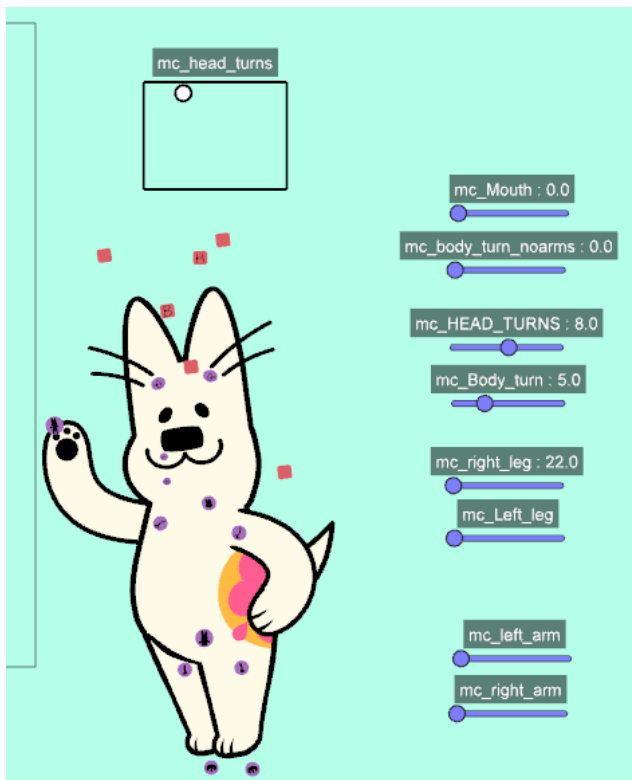 mc_head_turns
mc_Mouth : 0.0
mc_body_turn_noarms : 0.0
mc_HEAD_TURNS : 8.0
mc_Body_turn : 5.0
mc_right_leg : 22.0
mc_Left_leg
mc_left_arm
mc_right_arm